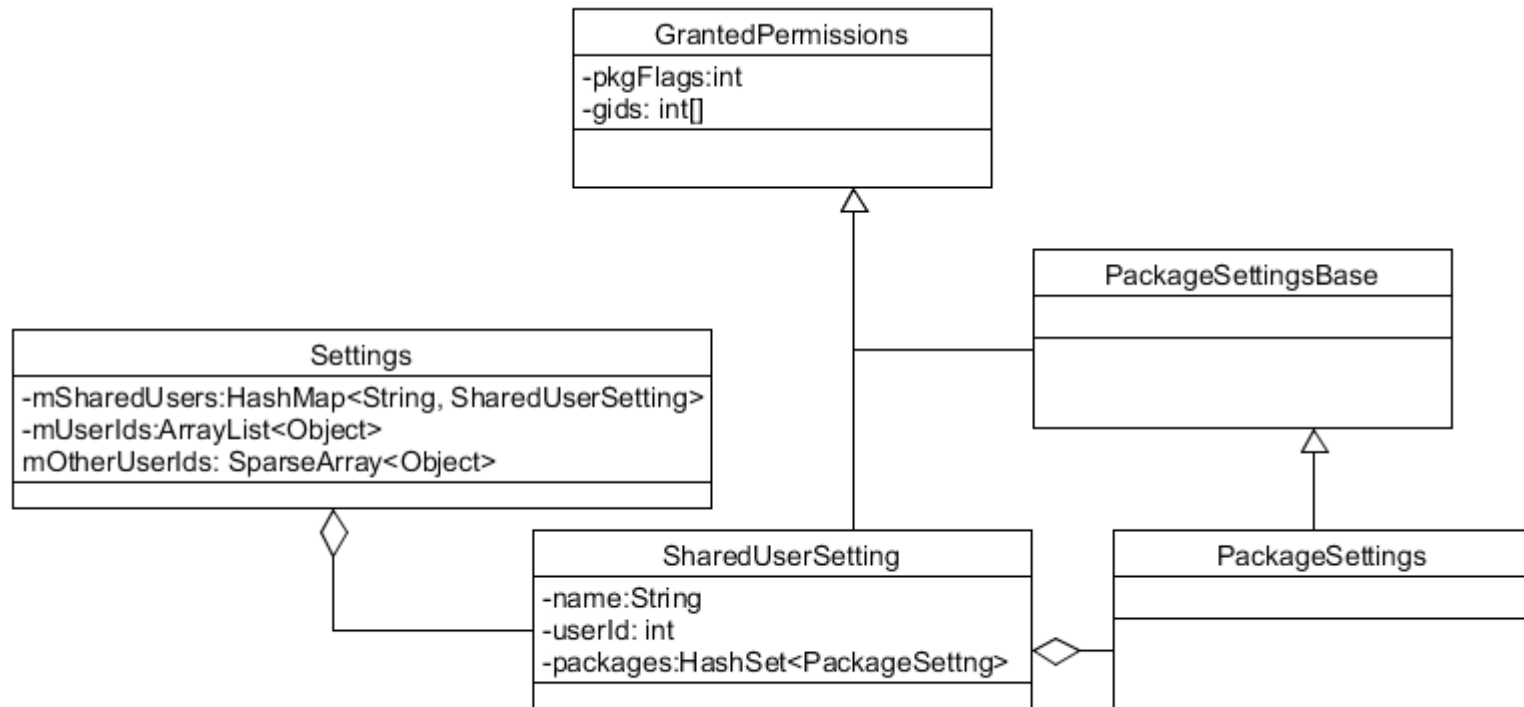 GrantedPermissions
-pkgFlags:int
-gids: int[]
PackageSettingsBase
Settings
-mSharedUsers:HashMap<String, SharedUserSetting>
-mUserIds:ArrayList<Object>
mOtherUserIds: SparseArray<Object>
SharedUserSetting
-name:String
-userId: int
-packages:HashSet<PackageSettng>
PackageSettings